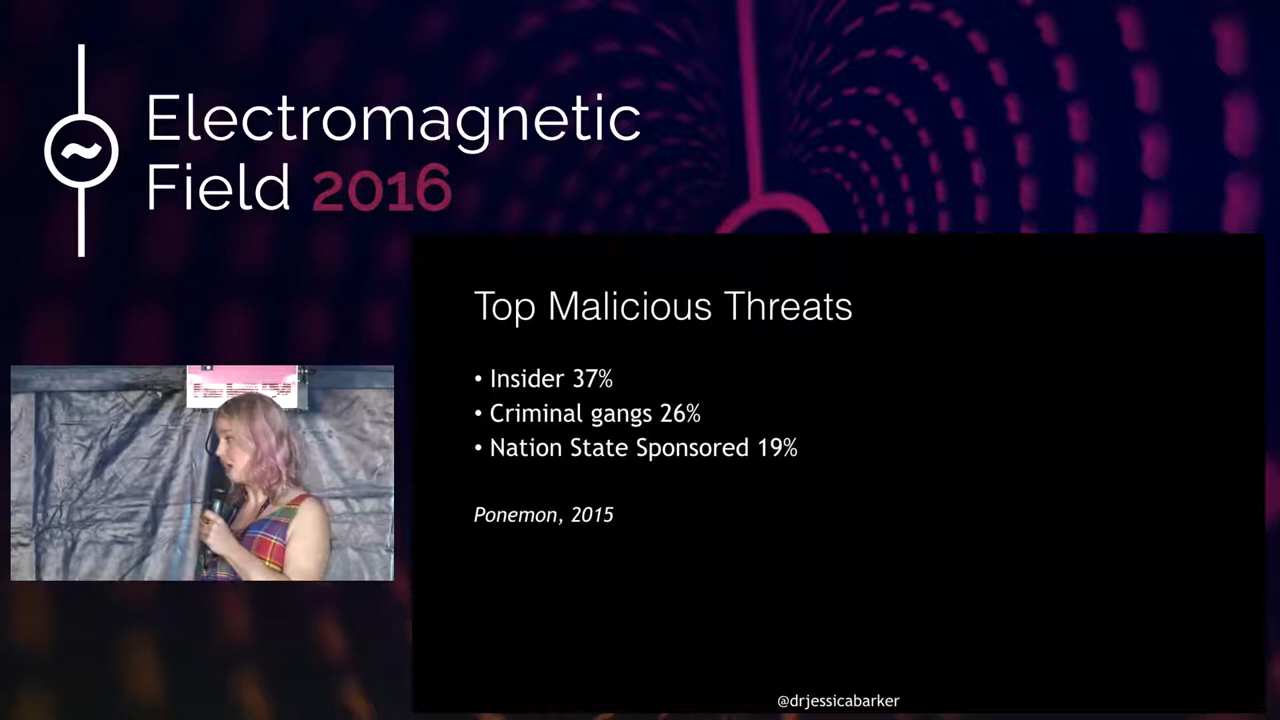 Electromagnetic
Field 2016
Top Malicious Threats
• Insider 37%
• Criminal gangs 26%
• Nation State Sponsored 19%
Ponemon, 2015
@drjessicabarker